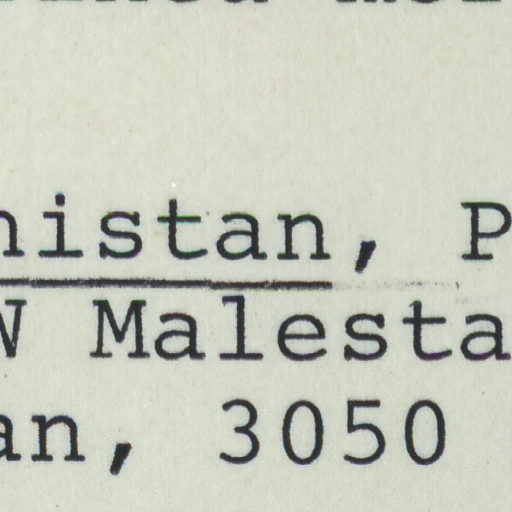 nistan, P
W Malesta
an, 3050